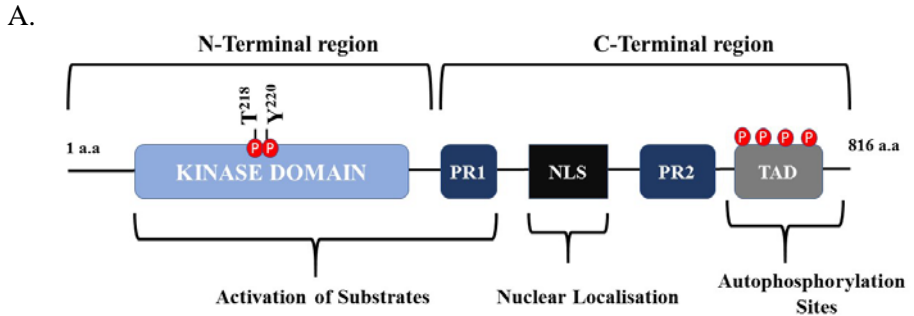 A.
N-Terminal region
C-Terminal region
T218
Y220
1 a.a
816 a.a
P P
P P P P
KINASE DOMAIN
PR1
NLS
PR2
TAD
Activation of Substrates
Nuclear Localisation
Autophosphorylation
Sites